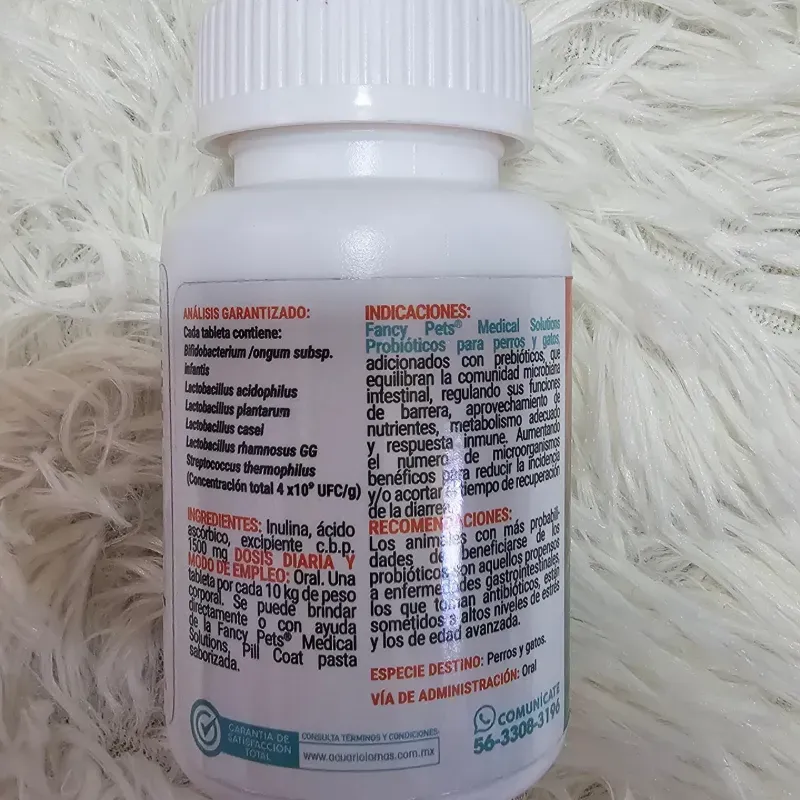 ANÁLISIS GARANTIZADO:
Cada tableta contiene:
Bifidobacterium /ongum subsp.
infantis
Lactobacillus acidophilus
Lactobacillus plantarum
Lactobacillus casel
Lactobacillus rhamnosus GG
Streptococcus thermophilus
(Concentración total 4 x10⁹ UFC/g)
INGREDIENTES: Inulina, ácido
ascórbico, excipiente c.b.p.
1500 mg DOSIS DIARIA Y
MODO DE EMPLEO: Oral. Una
tableta por cada 10 kg de peso
corporal. Se puede brindar
directamente o con ayuda
de la Fancy Pets® Medical
Solutions, Pill Coat pasta
saborizada.
INDICACIONES:
Fancy Pets® Medical Solutions
Probióticos para perros y gatos,
adicionados con prebióticos, que
equilibran la comunidad microbiana
intestinal, regulando sus funciones
de barrera, aprovechamiento de
nutrientes, metabolismo adecuado
y respuesta inmune. Aumentando
el número de microorganismos
benéficos para reducir la incidencia
y/o acortar el tiempo de recuperación
de la diarrea.
RECOMENDACIONES:
Los animales con más probabili-
dades de beneficiarse de los
probióticos son aquellos propensos
a enfermedades gastrointestinales,
los que toman antibióticos, están
sometidos a altos niveles de estrés
y los de edad avanzada.
ESPECIE DESTINO: Perros y gatos.
VÍA DE ADMINISTRACIÓN: Oral
GARANTÍA DE
SATISFACCIÓN
TOTAL
CONSULTA TÉRMINOS Y CONDICIONES
www.acuariolomas.com.mx
COMUNÍCATE
56-3308-3196